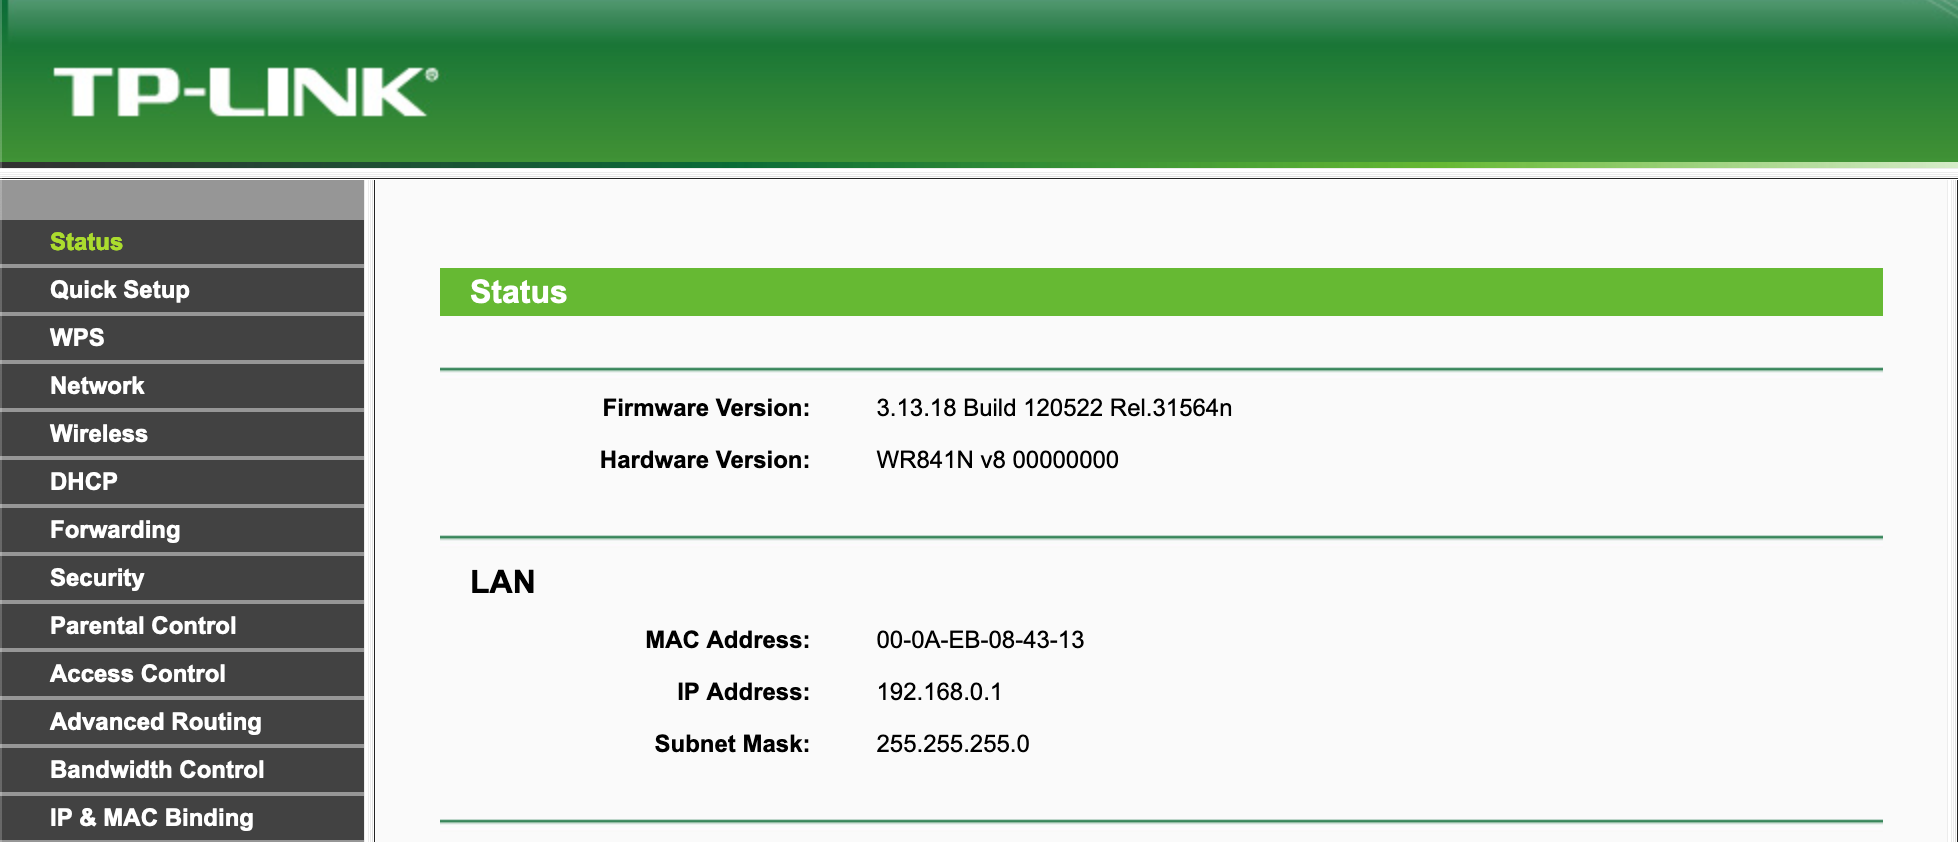 TP-LINK®
Status
Quick Setup
WPS
Network
Wireless
DHCP
Forwarding
Security
Parental Control
Access Control
Advanced Routing
Bandwidth Control
IP & MAC Binding
Status
Firmware Version: 3.13.18 Build 120522 Rel.31564n
Hardware Version: WR841N v8 00000000
LAN
MAC Address: 00-0A-EB-08-43-13
IP Address: 192.168.0.1
Subnet Mask: 255.255.255.0